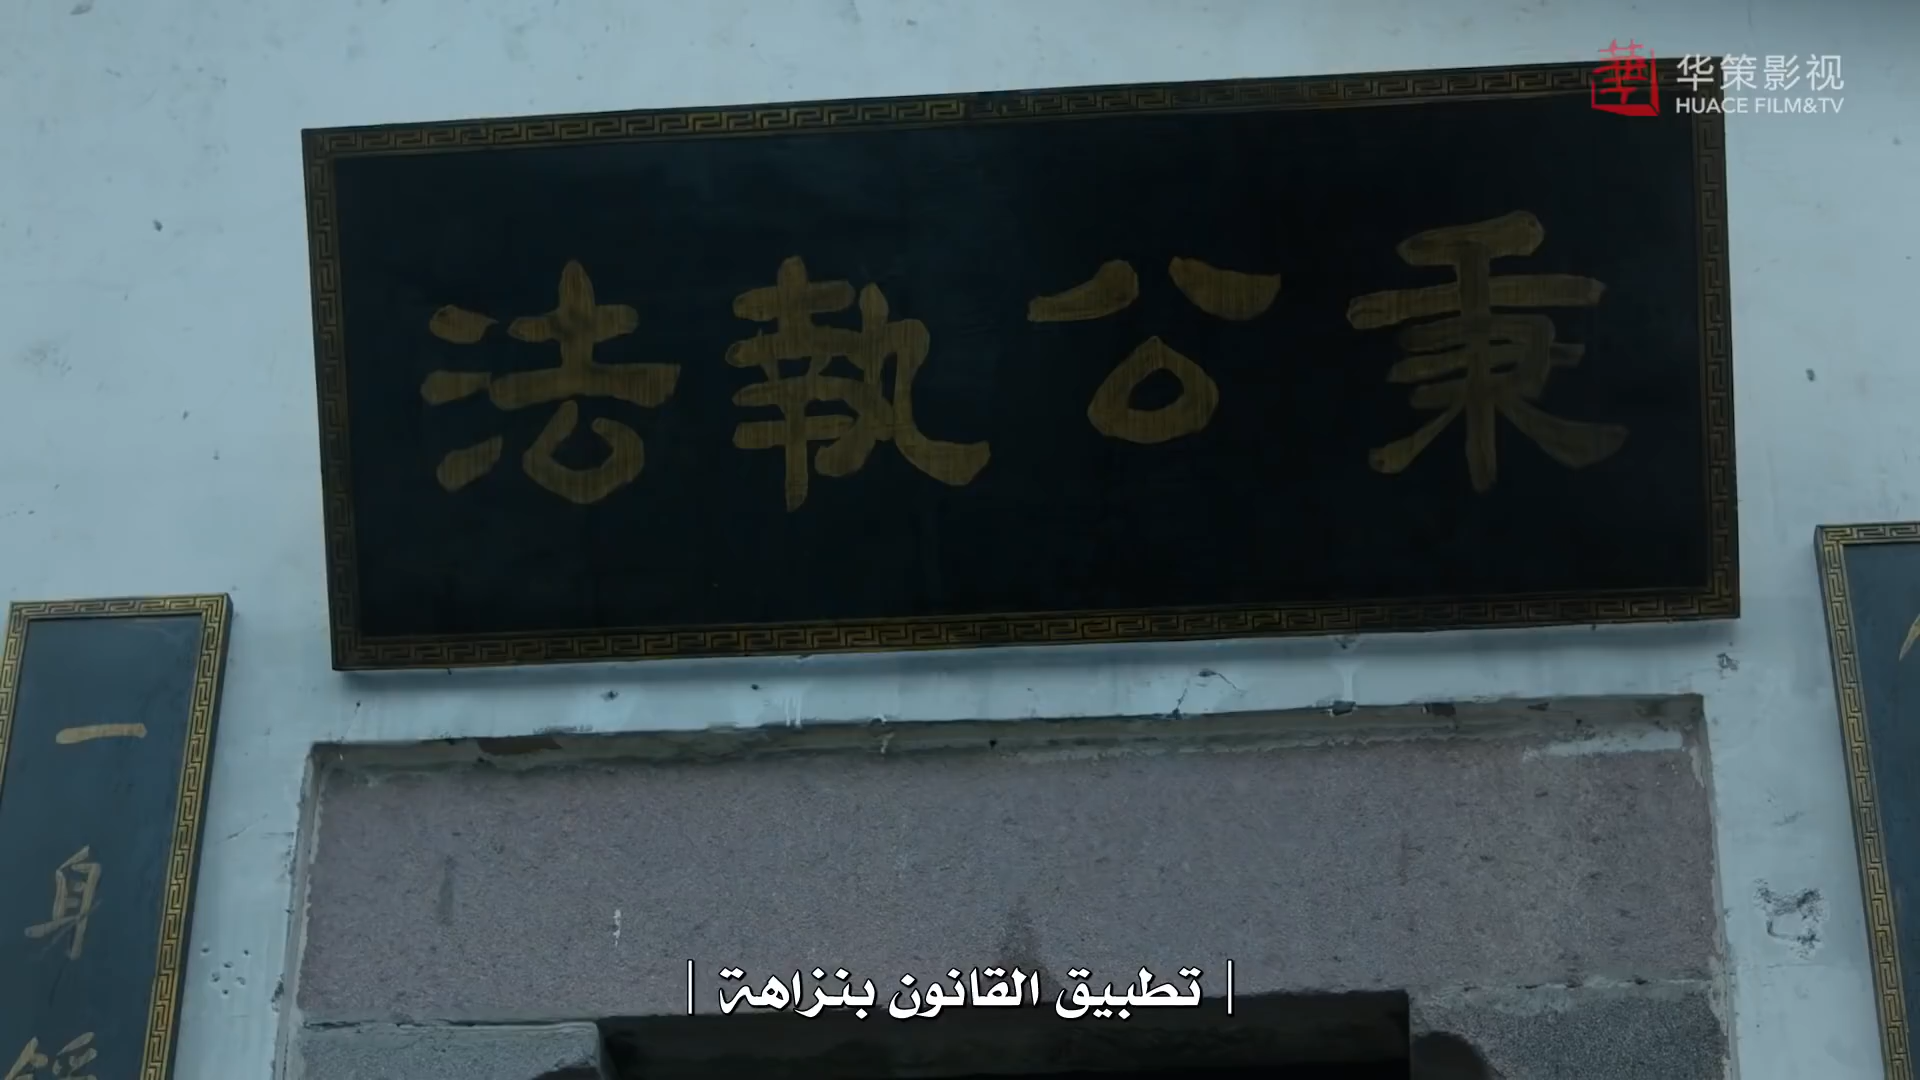 华策影视
HUACE FILM&TV
秉公執法
一身
| تطبيق القانون بنزاهة |